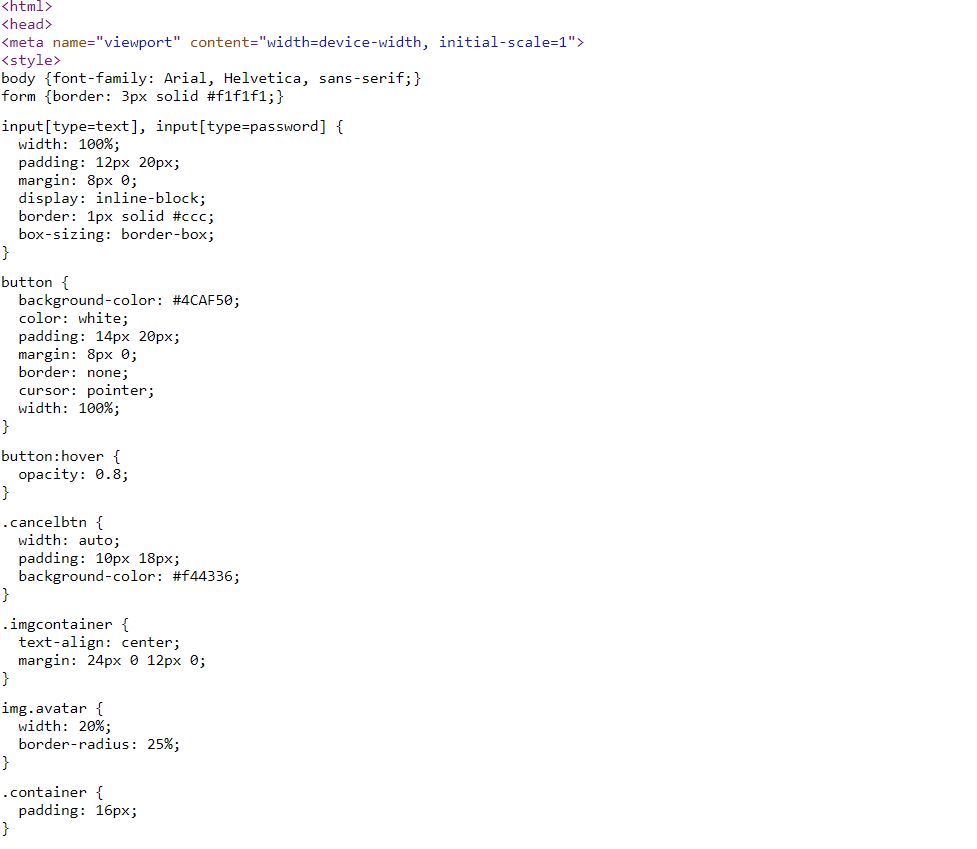 <html>
<head>
<meta name="viewport" content="width=device-width, initial-scale=1">
<style>
body {font-family: Arial, Helvetica, sans-serif;}
form {border: 3px solid #f1f1f1;}

input[type=text], input[type=password] {
  width: 100%;
  padding: 12px 20px;
  margin: 8px 0;
  display: inline-block;
  border: 1px solid #ccc;
  box-sizing: border-box;
}

button {
  background-color: #4CAF50;
  color: white;
  padding: 14px 20px;
  margin: 8px 0;
  border: none;
  cursor: pointer;
  width: 100%;
}

button:hover {
  opacity: 0.8;
}

.cancelbtn {
  width: auto;
  padding: 10px 18px;
  background-color: #f44336;
}

.imgcontainer {
  text-align: center;
  margin: 24px 0 12px 0;
}

img.avatar {
  width: 20%;
  border-radius: 25%;
}

.container {
  padding: 16px;
}